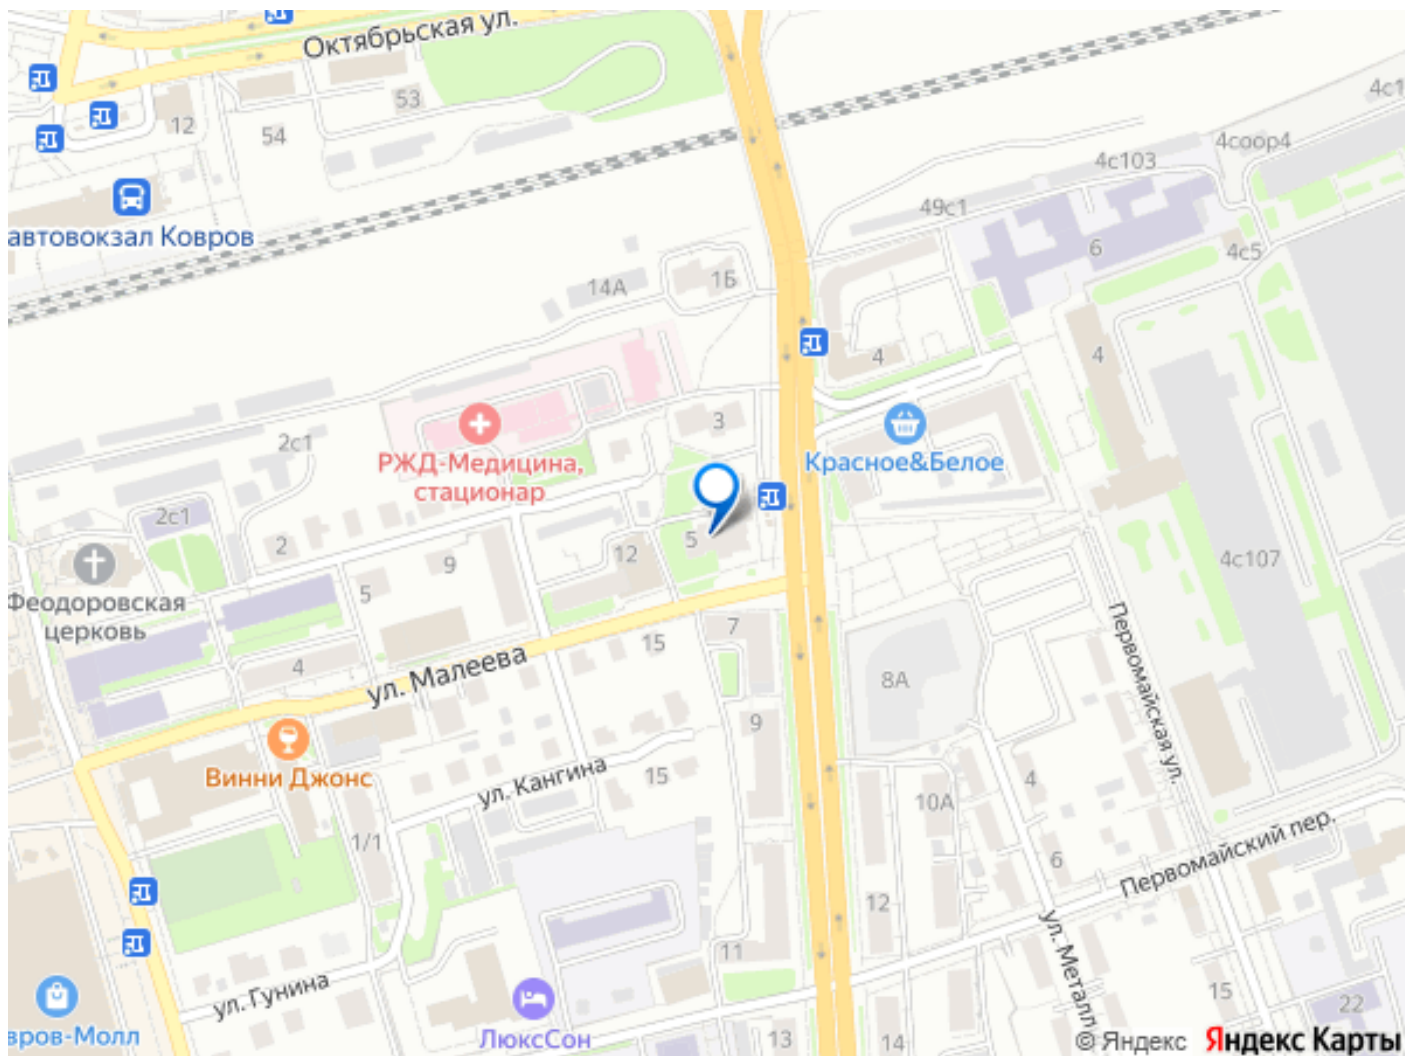 Октябрьская ул.
53
12
54
4с1
4соор4
4с103
автовокзал Ковров
49с1
6
4с5
14А
1Б
4
4
3
2с1
РЖД-Медицина,
стационар
Красное&Белое
2с1
2
9
12
5
4с107
Феодоровская
церковь
5
7
15
4
ул. Малеева
8А
Первомайская ул.
9
Винни Джонс
ул. Кангина
15
4
10А
1/1
6
Первомайский пер.
12
11
ул. Металл
ул. Гунина
15
22
вров-Молл
ЛюксСон
13
14
© Яндекс Яндекс Карты